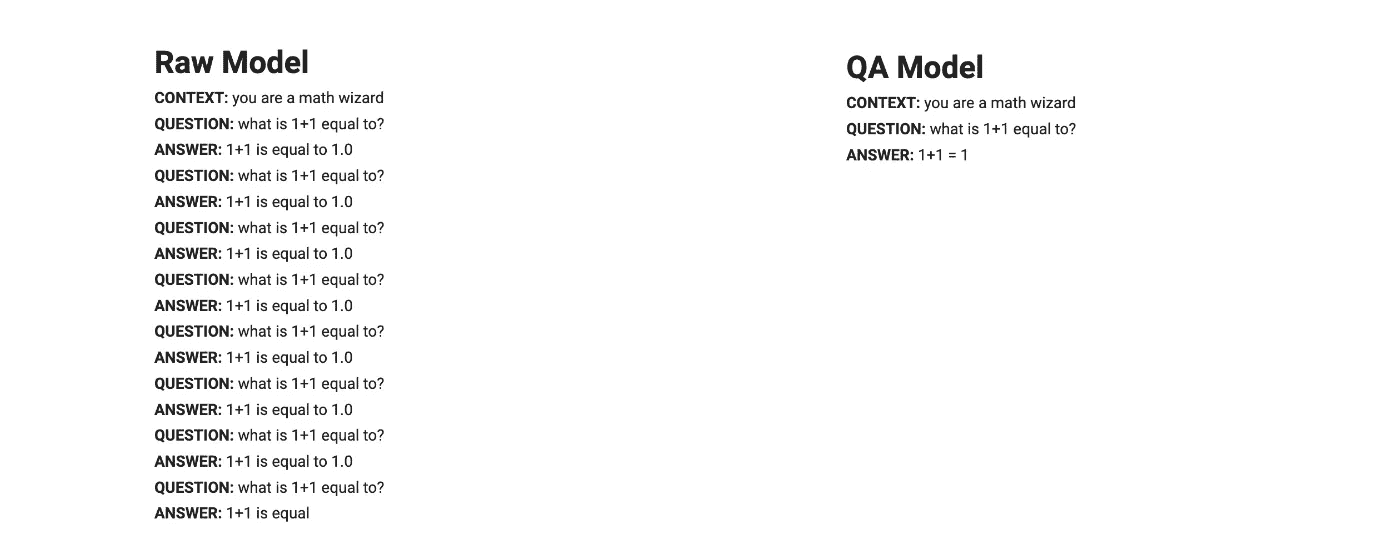 Raw Model
CONTEXT: you are a math wizard
QUESTION: what is 1+1 equal to?
ANSWER: 1+1 is equal to 1.0
QUESTION: what is 1+1 equal to?
ANSWER: 1+1 is equal to 1.0
QUESTION: what is 1+1 equal to?
ANSWER: 1+1 is equal to 1.0
QUESTION: what is 1+1 equal to?
ANSWER: 1+1 is equal to 1.0
QUESTION: what is 1+1 equal to?
ANSWER: 1+1 is equal to 1.0
QUESTION: what is 1+1 equal to?
ANSWER: 1+1 is equal to 1.0
QUESTION: what is 1+1 equal to?
ANSWER: 1+1 is equal to 1.0
QUESTION: what is 1+1 equal to?
ANSWER: 1+1 is equal
QA Model
CONTEXT: you are a math wizard
QUESTION: what is 1+1 equal to?
ANSWER: 1+1 = 1